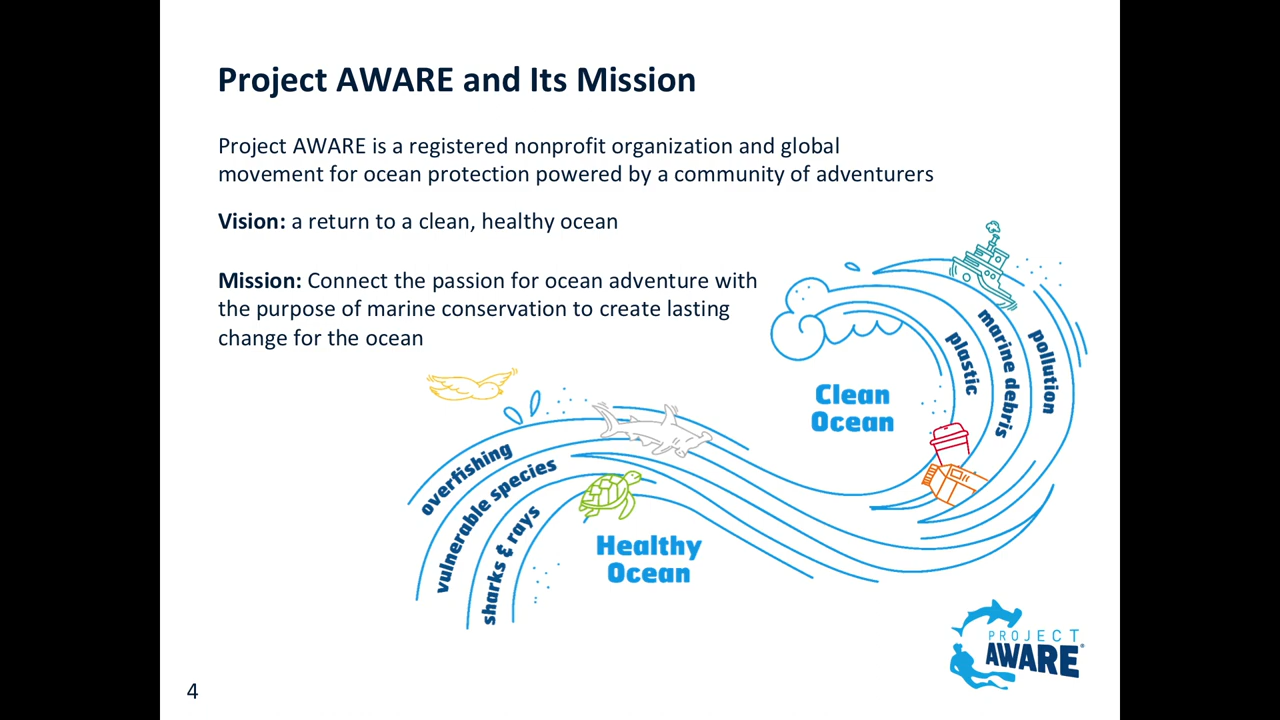 Project AWARE and Its Mission
Project AWARE is a registered nonprofit organization and global
movement for ocean protection powered by a community of adventurers
Vision: a return to a clean, healthy ocean
Mission: Connect the passion for ocean adventure with
the purpose of marine conservation to create lasting
change for the ocean
plastic
marine debris
pollution
Clean
Ocean
overfishing
vulnerable species
sharks & rays
Healthy
Ocean
PROJECT
AWARE®
4